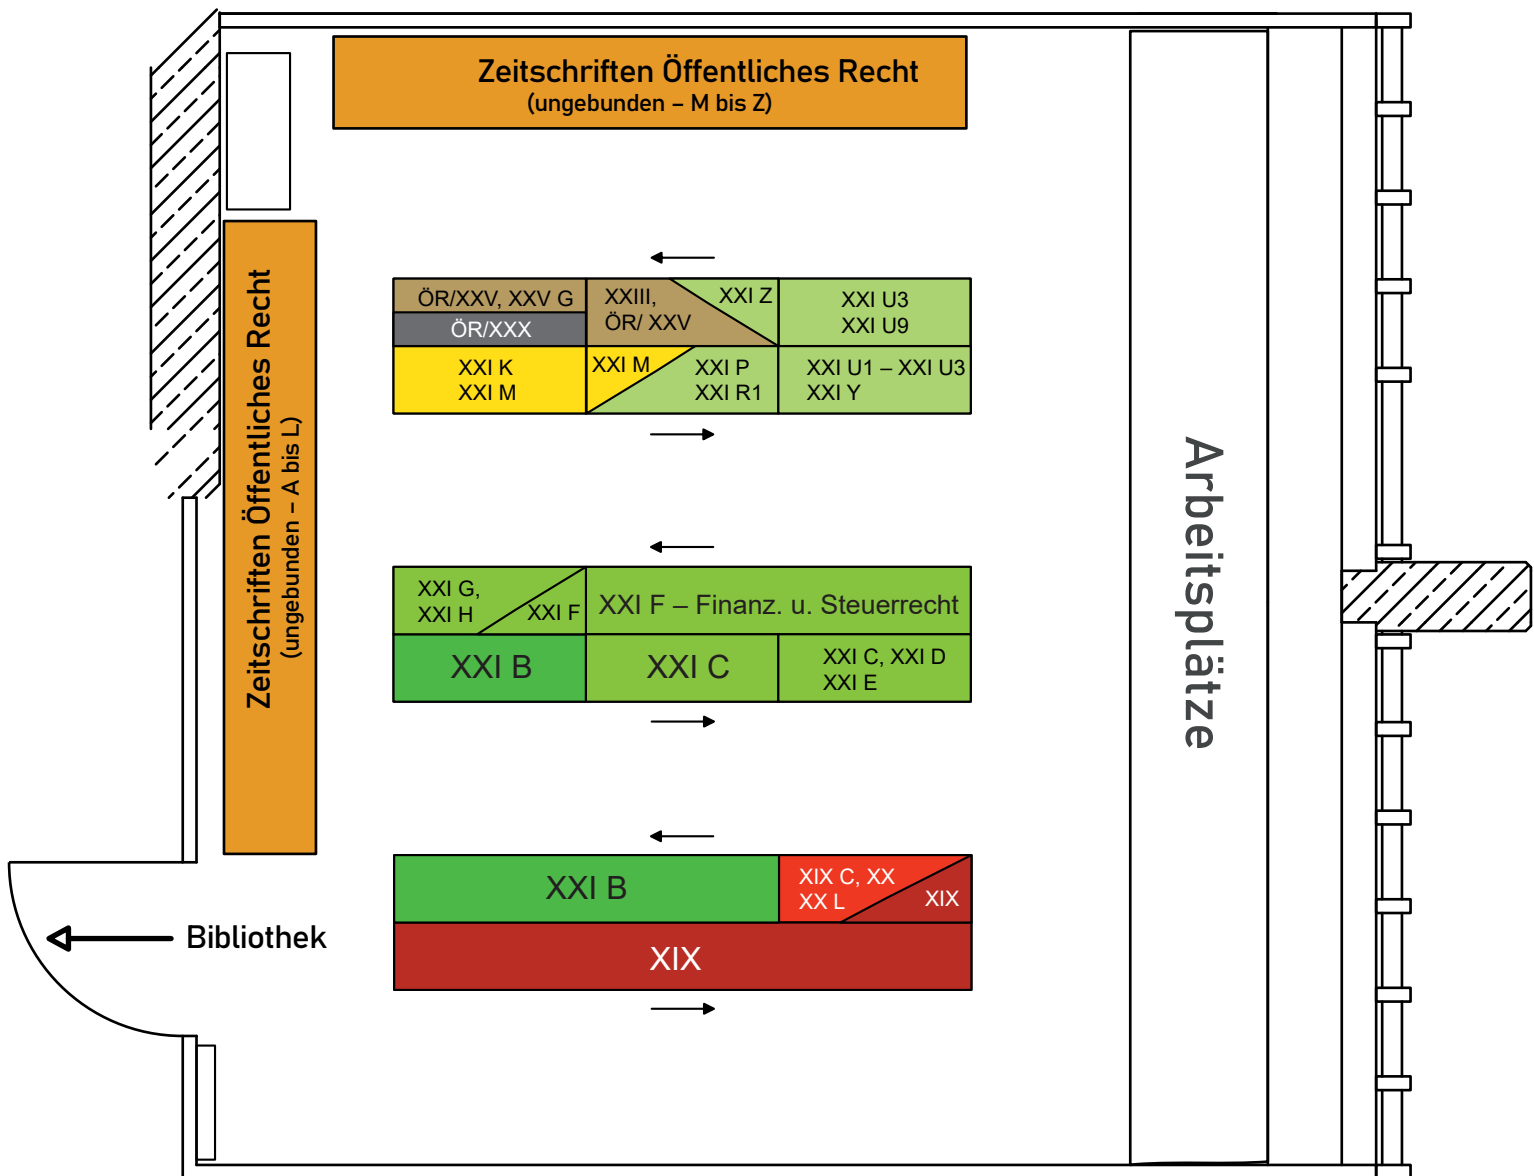 Zeitschriften Öffentliches Recht
(ungebunden – M bis Z)
Zeitschriften Öffentliches Recht
(ungebunden – A bis L)
ÖR/XXV, XXV G
ÖR/XXX
XXIII,
ÖR/ XXV
XXI Z
XXI U3
XXI U9
XXI K
XXI M
XXI M
XXI P
XXI R1
XXI U1 – XXI U3
XXI Y
Arbeitsplätze
XXI G,
XXI H
XXI F
XXI F – Finanz. u. Steuerrecht
XXI B
XXI C
XXI C, XXI D
XXI E
XXI B
XIX C, XX
XX L
XIX
XIX
Bibliothek